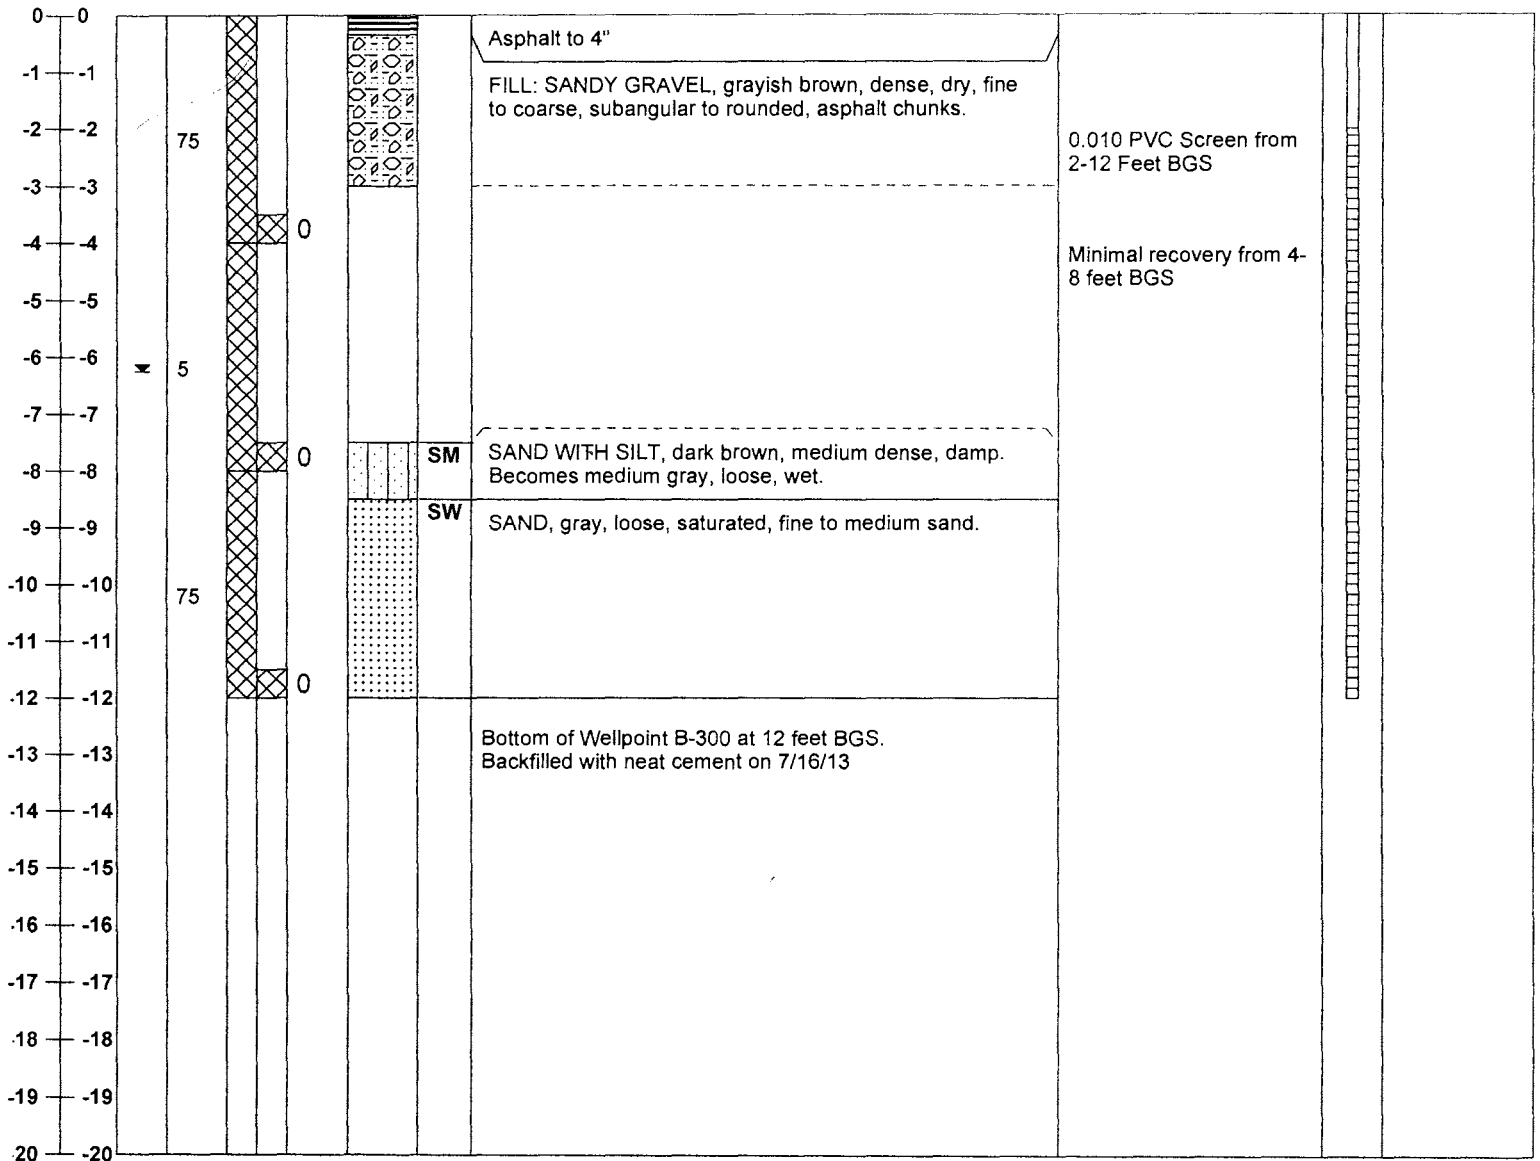 0 0
Asphalt to 4"
-1 -1
FILL: SANDY GRAVEL, grayish brown, dense, dry, fine
to coarse, subangular to rounded, asphalt chunks.
-2 -2
75
0.010 PVC Screen from
2-12 Feet BGS
-3 -3
0
-4 -4
Minimal recovery from 4-
8 feet BGS
-5 -5
-6 -6
5
-7 -7
0
SM
SAND WITH SILT, dark brown, medium dense, damp.
Becomes medium gray, loose, wet.
-8 -8
SW
SAND, gray, loose, saturated, fine to medium sand.
-9 -9
-10 -10
75
-11 -11
0
-12 -12
Bottom of Wellpoint B-300 at 12 feet BGS.
Backfilled with neat cement on 7/16/13
-13 -13
-14 -14
-15 -15
-16 -16
-17 -17
-18 -18
-19 -19
-20 -20